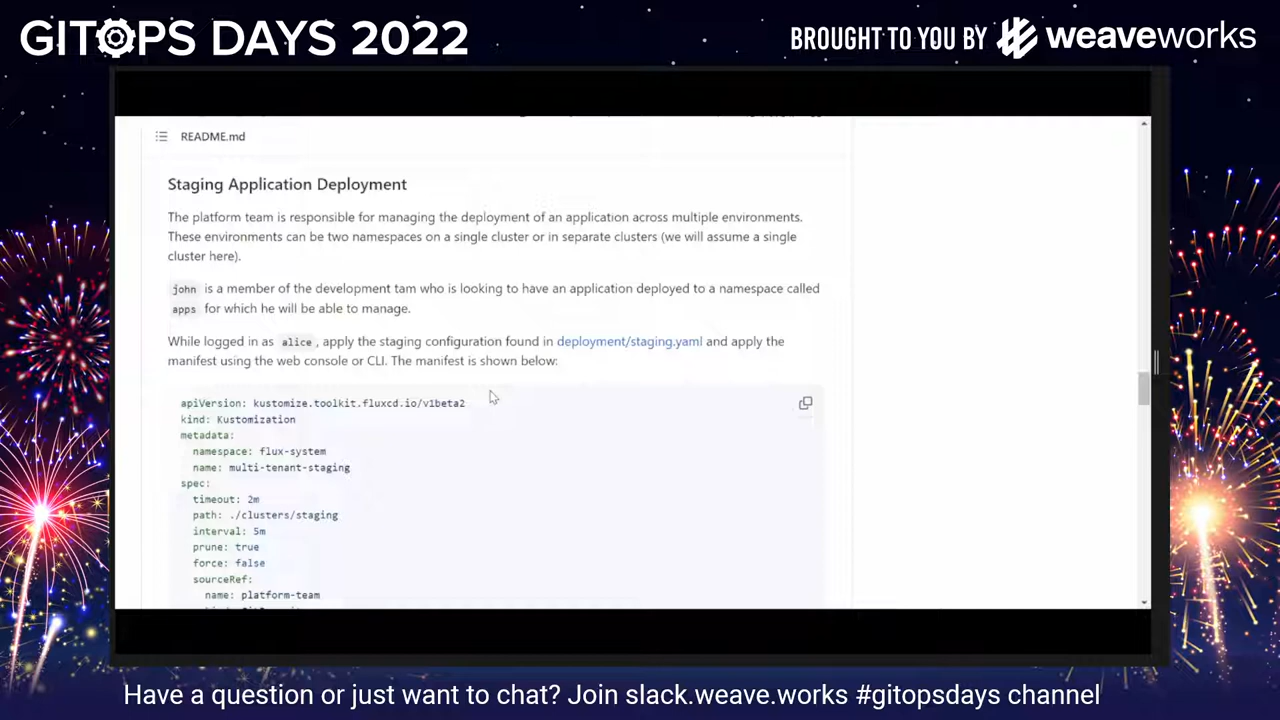 GITOPS DAYS 2022
BROUGHT TO YOU BY weaveworks
README.md
Staging Application Deployment
The platform team is responsible for managing the deployment of an application across multiple environments.
These environments can be two namespaces on a single cluster or in separate clusters (we will assume a single
cluster here).
john is a member of the development tam who is looking to have an application deployed to a namespace called
apps for which he will be able to manage.
While logged in as alice, apply the staging configuration found in deployment/staging.yaml and apply the
manifest using the web console or CLI. The manifest is shown below:
apiVersion: kustomize.toolkit.fluxcd.io/v1beta2
kind: Kustomization
metadata:
namespace: flux-system
name: multi-tenant-staging
spec:
timeout: 2m
path: ./clusters/staging
interval: 5m
prune: true
force: false
sourceRef:
name: platform-team
Have a question or just want to chat? Join slack.weave.works #gitopsdays channel